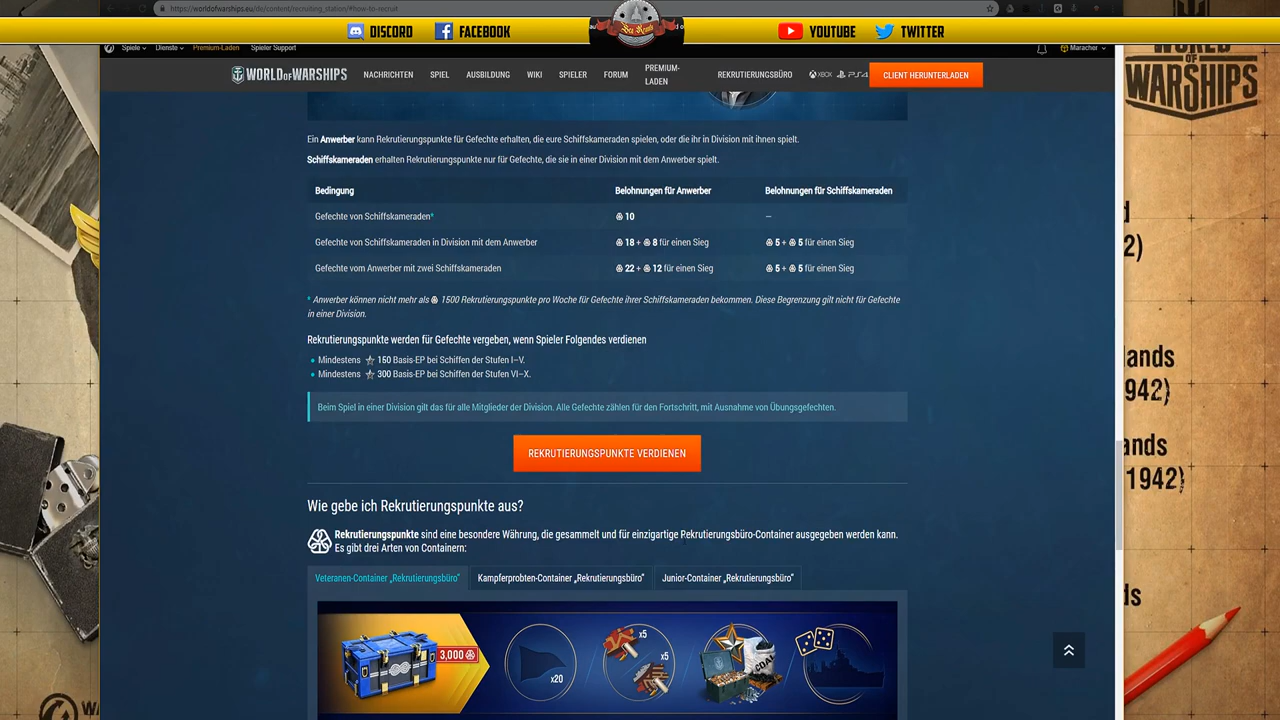 https://worldofwarships.eu/de/content/recruiting_station/#how-to-recruit
DISCORD FACEBOOK YOUTUBE TWITTER
Spiele Dienste Premium-Laden Spieler Support Maracher
WORLD OF WARSHIPS NACHRICHTEN SPIEL AUSBILDUNG WIKI SPIELER FORUM PREMIUM-LADEN REKRUTIERUNGSBÜRO XBOX PS4 CLIENT HERUNTERLADEN
Ein Anwerber kann Rekrutierungspunkte für Gefechte erhalten, die eure Schiffskameraden spielen, oder die ihr in Division mit ihnen spielt.
Schiffskameraden erhalten Rekrutierungspunkte nur für Gefechte, die sie in einer Division mit dem Anwerber spielt.
Bedingung Belohnungen für Anwerber Belohnungen für Schiffskameraden
Gefechte von Schiffskameraden* 10 –
Gefechte von Schiffskameraden in Division mit dem Anwerber 18 + 8 für einen Sieg 5 + 5 für einen Sieg
Gefechte vom Anwerber mit zwei Schiffskameraden 22 + 12 für einen Sieg 5 + 5 für einen Sieg
* Anwerber können nicht mehr als 1500 Rekrutierungspunkte pro Woche für Gefechte ihrer Schiffskameraden bekommen. Diese Begrenzung gilt nicht für Gefechte
in einer Division.
Rekrutierungspunkte werden für Gefechte vergeben, wenn Spieler Folgendes verdienen
Mindestens 150 Basis-EP bei Schiffen der Stufen I–V.
Mindestens 300 Basis-EP bei Schiffen der Stufen VI–X.
Beim Spiel in einer Division gilt das für alle Mitglieder der Division. Alle Gefechte zählen für den Fortschritt, mit Ausnahme von Übungsgefechten.
REKRUTIERUNGSPUNKTE VERDIENEN
Wie gebe ich Rekrutierungspunkte aus?
Rekrutierungspunkte sind eine besondere Währung, die gesammelt und für einzigartige Rekrutierungsbüro-Container ausgegeben werden kann.
Es gibt drei Arten von Containern:
Veteranen-Container „Rekrutierungsbüro" Kampferprobten-Container „Rekrutierungsbüro" Junior-Container „Rekrutierungsbüro"
3,000 x20 x5 x5 COAL
WORLD
OF
WARSHIPS
1942)
1942)